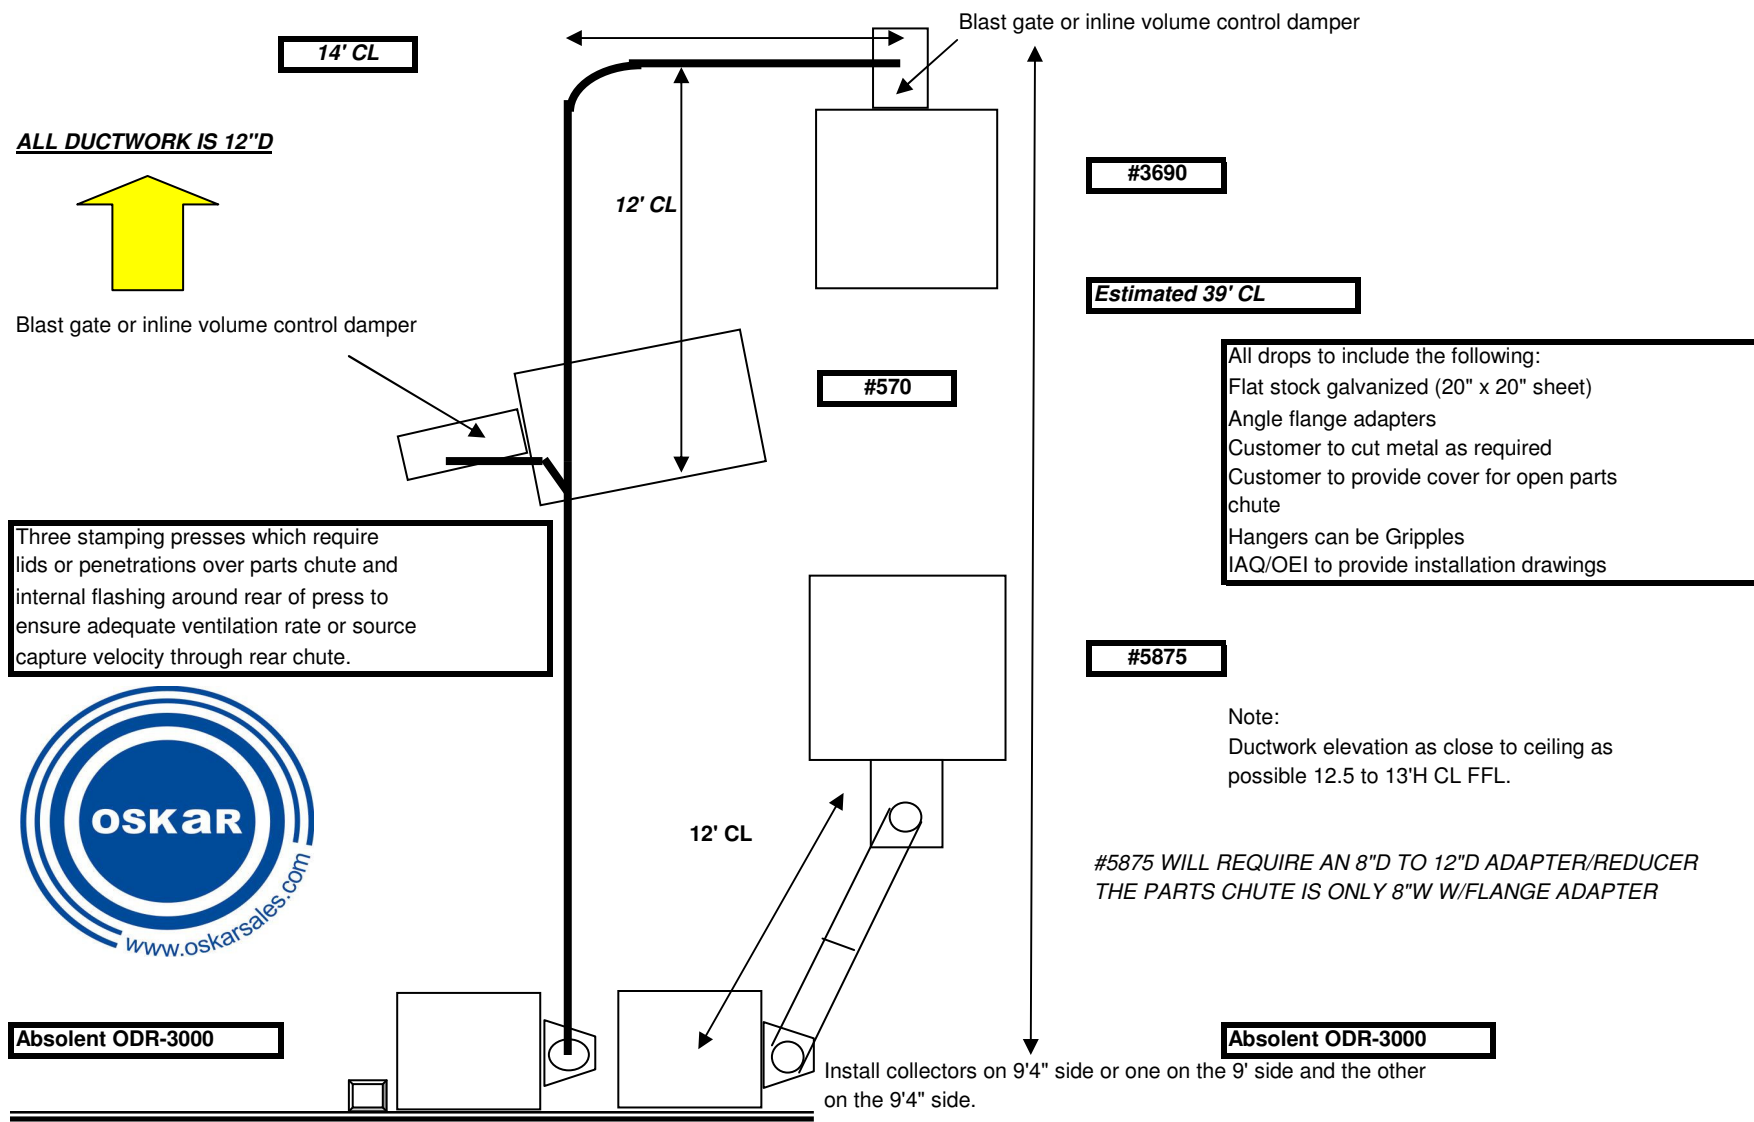 Blast gate or inline volume control damper
14' CL
ALL DUCTWORK IS 12"D
#3690
12' CL
Estimated 39' CL
Blast gate or inline volume control damper
#570
All drops to include the following:
Flat stock galvanized (20" x 20" sheet)
Angle flange adapters
Customer to cut metal as required
Customer to provide cover for open parts
chute
Hangers can be Gripples
IAQ/OEI to provide installation drawings
Three stamping presses which require
lids or penetrations over parts chute and
internal flashing around rear of press to
ensure adequate ventilation rate or source
capture velocity through rear chute.
#5875
Note:
Ductwork elevation as close to ceiling as
possible 12.5 to 13'H CL FFL.
OSKaR
www.oskarsales.com
12' CL
#5875 WILL REQUIRE AN 8"D TO 12"D ADAPTER/REDUCER
THE PARTS CHUTE IS ONLY 8"W W/FLANGE ADAPTER
Absolent ODR-3000
Absolent ODR-3000
Install collectors on 9'4" side or one on the 9' side and the other
on the 9'4" side.